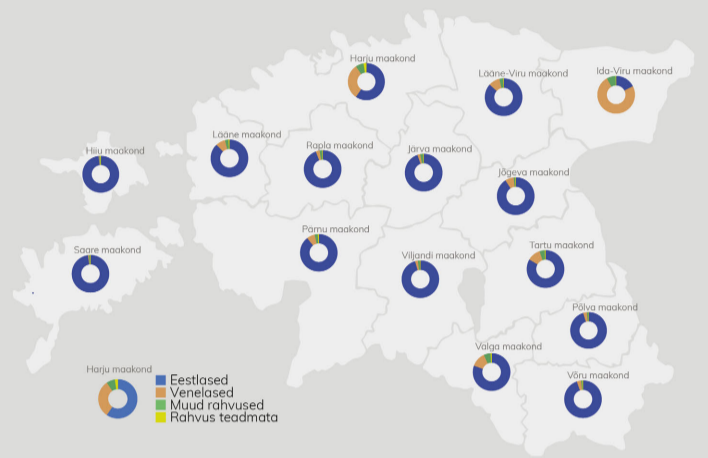 Harju maakond
Lääne-Viru maakond
Ida-Viru maakond
Lääne maakond
Rapla maakond
Järva maakond
Hiiu maakond
Jõgeva maakond
Pärnu maakond
Saare maakond
Viljandi maakond
Tartu maakond
Põlva maakond
Valga maakond
Võru maakond
Harju maakond
Eestlased
Venelased
Muud rahvused
Rahvus teadmata